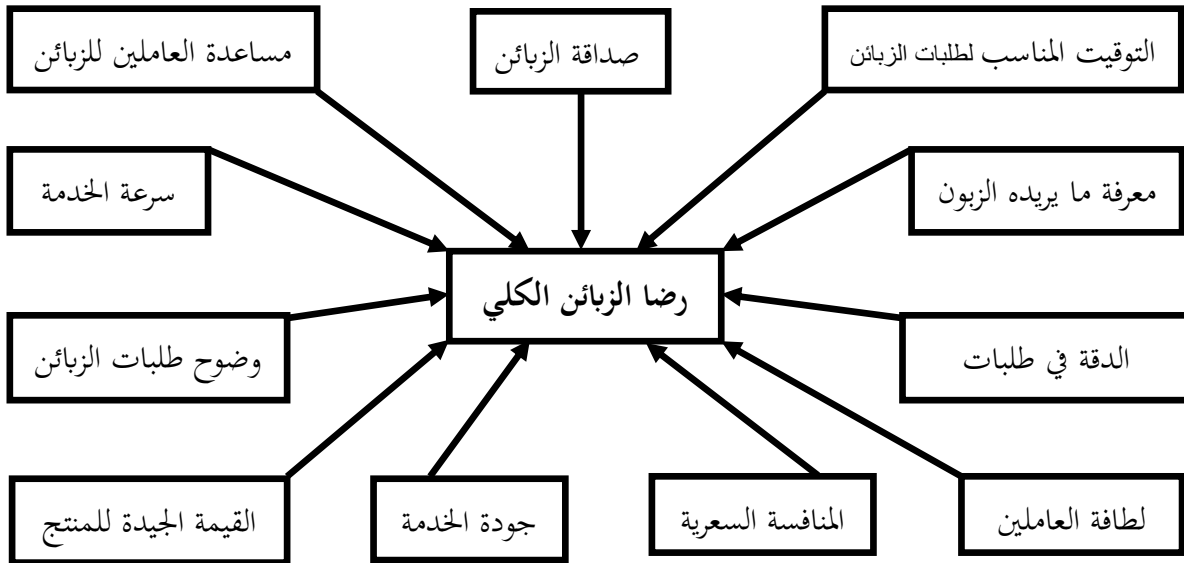 التوقيت المناسب لطلبات الزبائن
صداقة الزبائن
مساعدة العاملين للزبائن
معرفة ما يريده الزبون
سرعة الخدمة
رضا الزبائن الكلي
الدقة في طلبات
وضوح طلبات الزبائن
لطافة العاملين
المنافسة السعرية
جودة الخدمة
القيمة الجيدة للمنتج